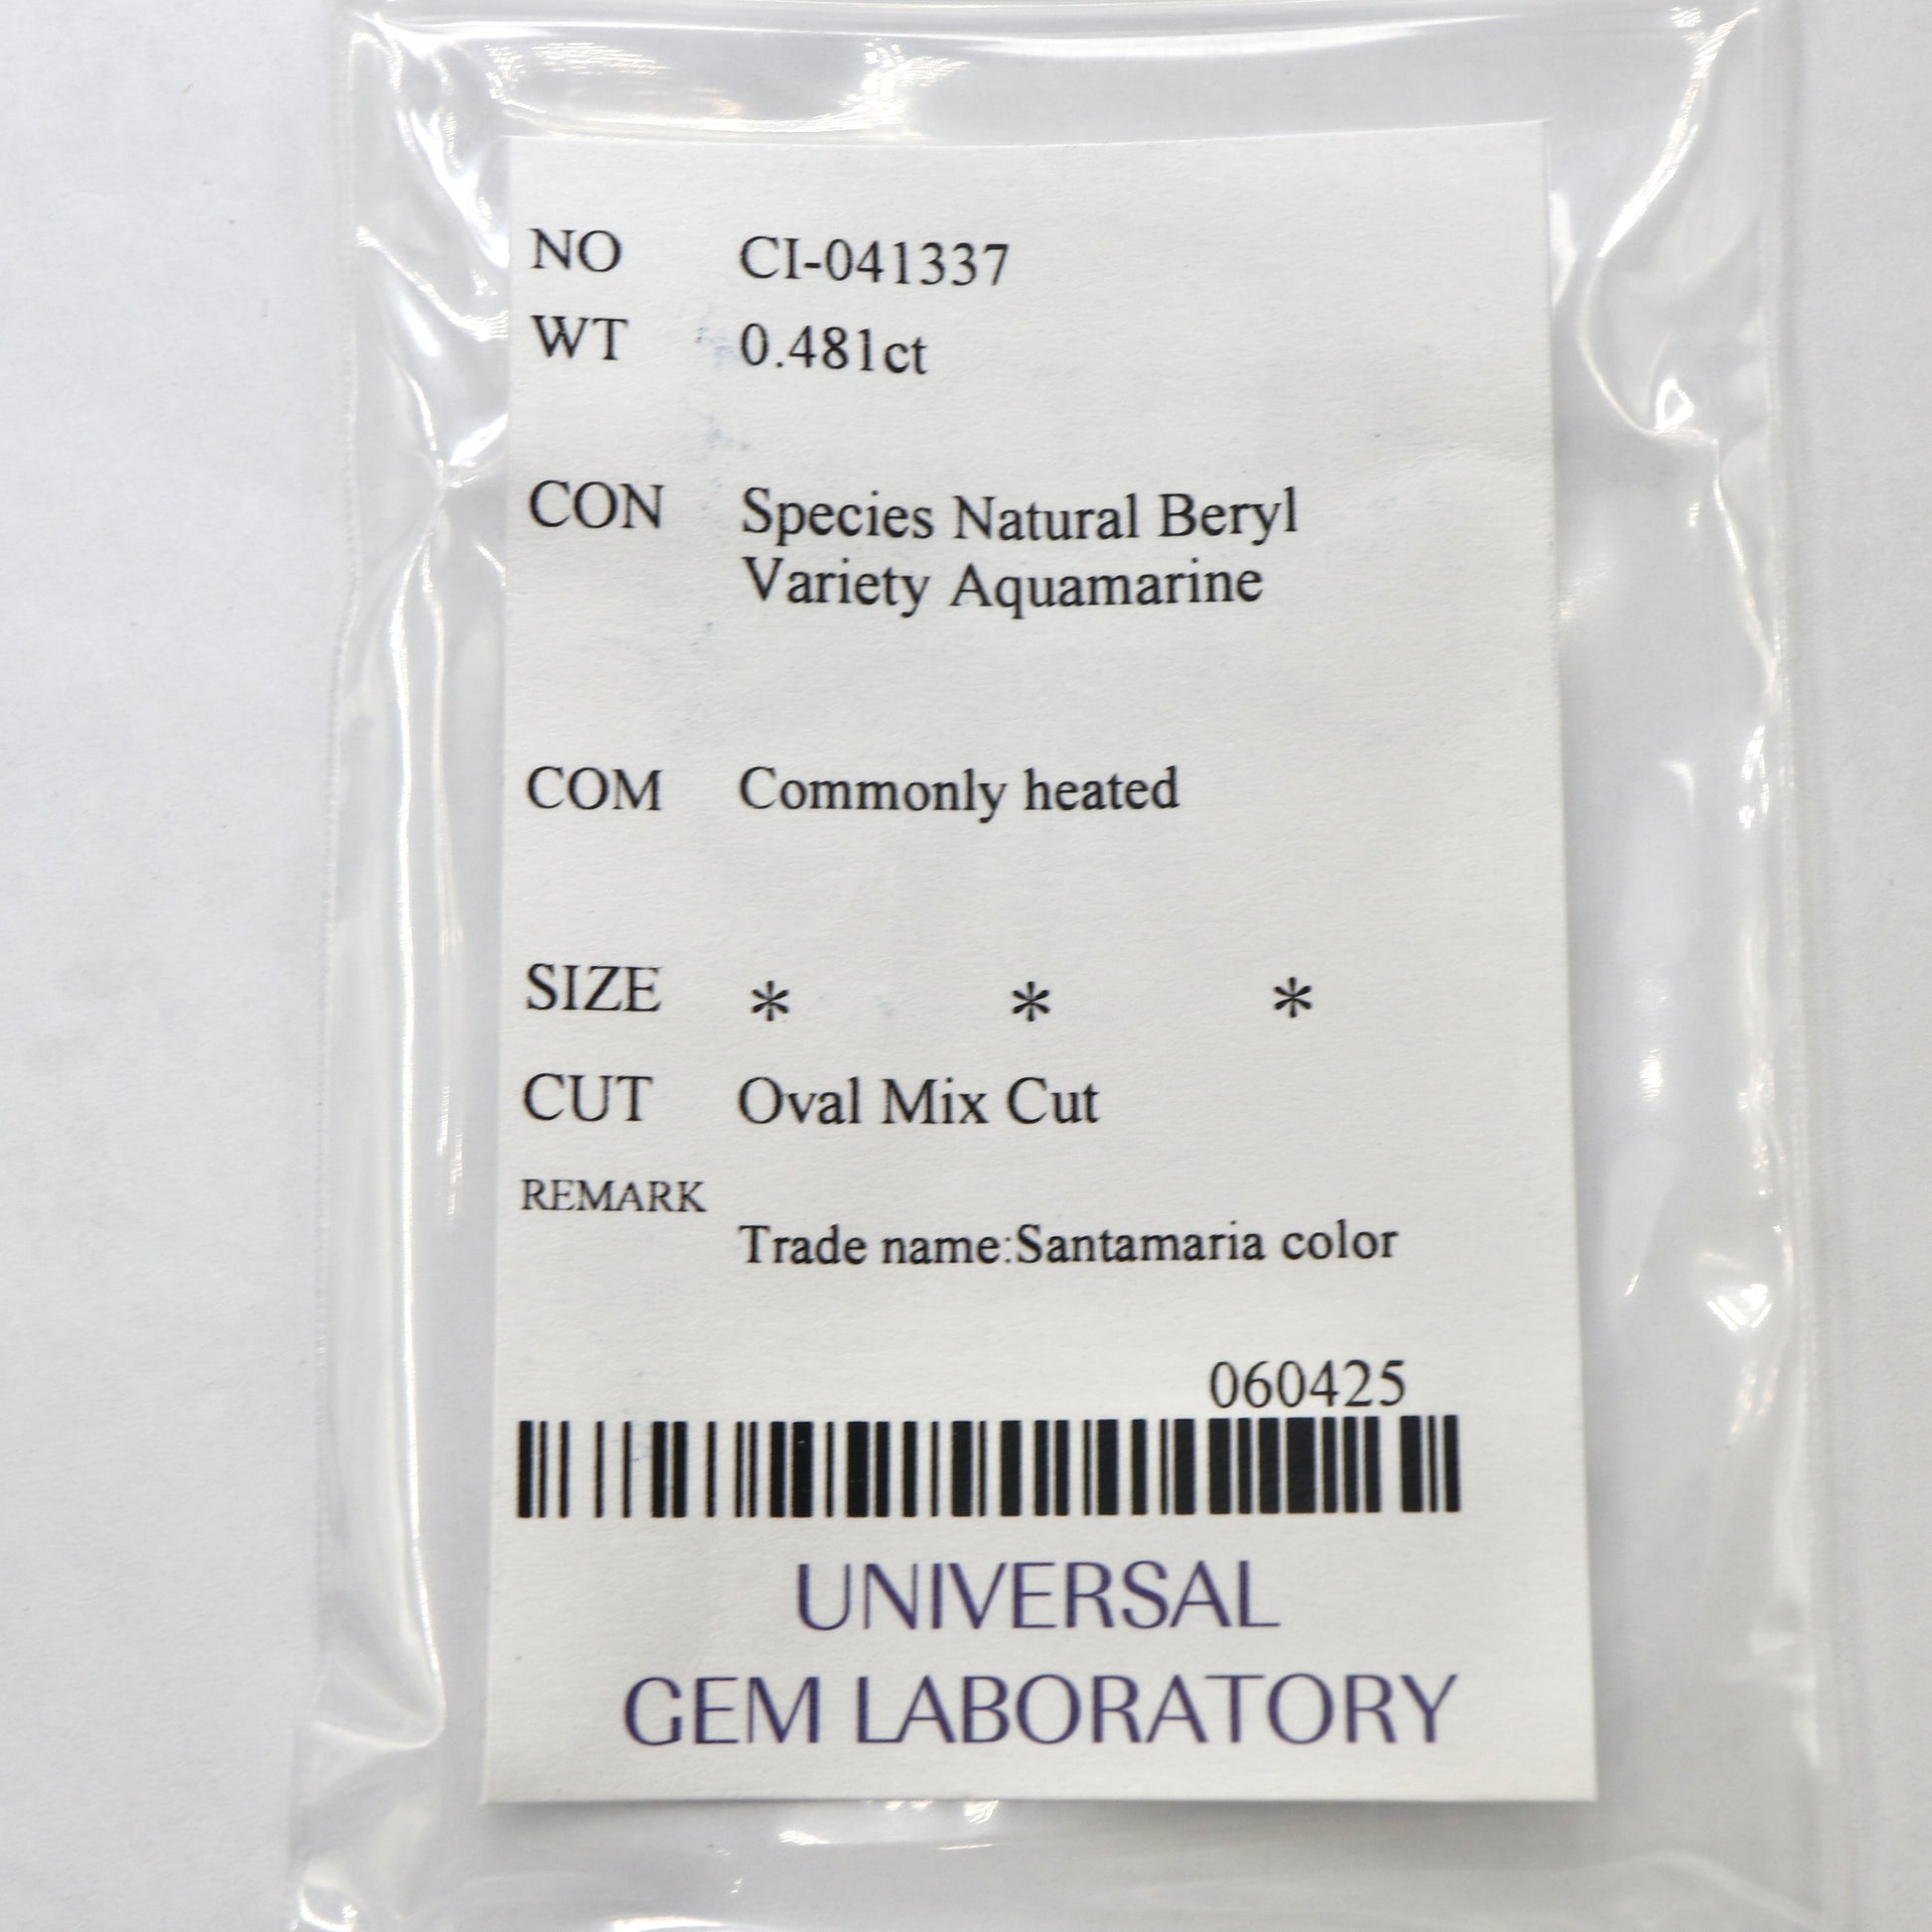 NO CI-041337
WT 0.481ct
CON Species Natural Beryl
Variety Aquamarine
COM Commonly heated
SIZE * * *
CUT Oval Mix Cut
REMARK
Trade name:Santamaria color
060425
UNIVERSAL
GEM LABORATORY